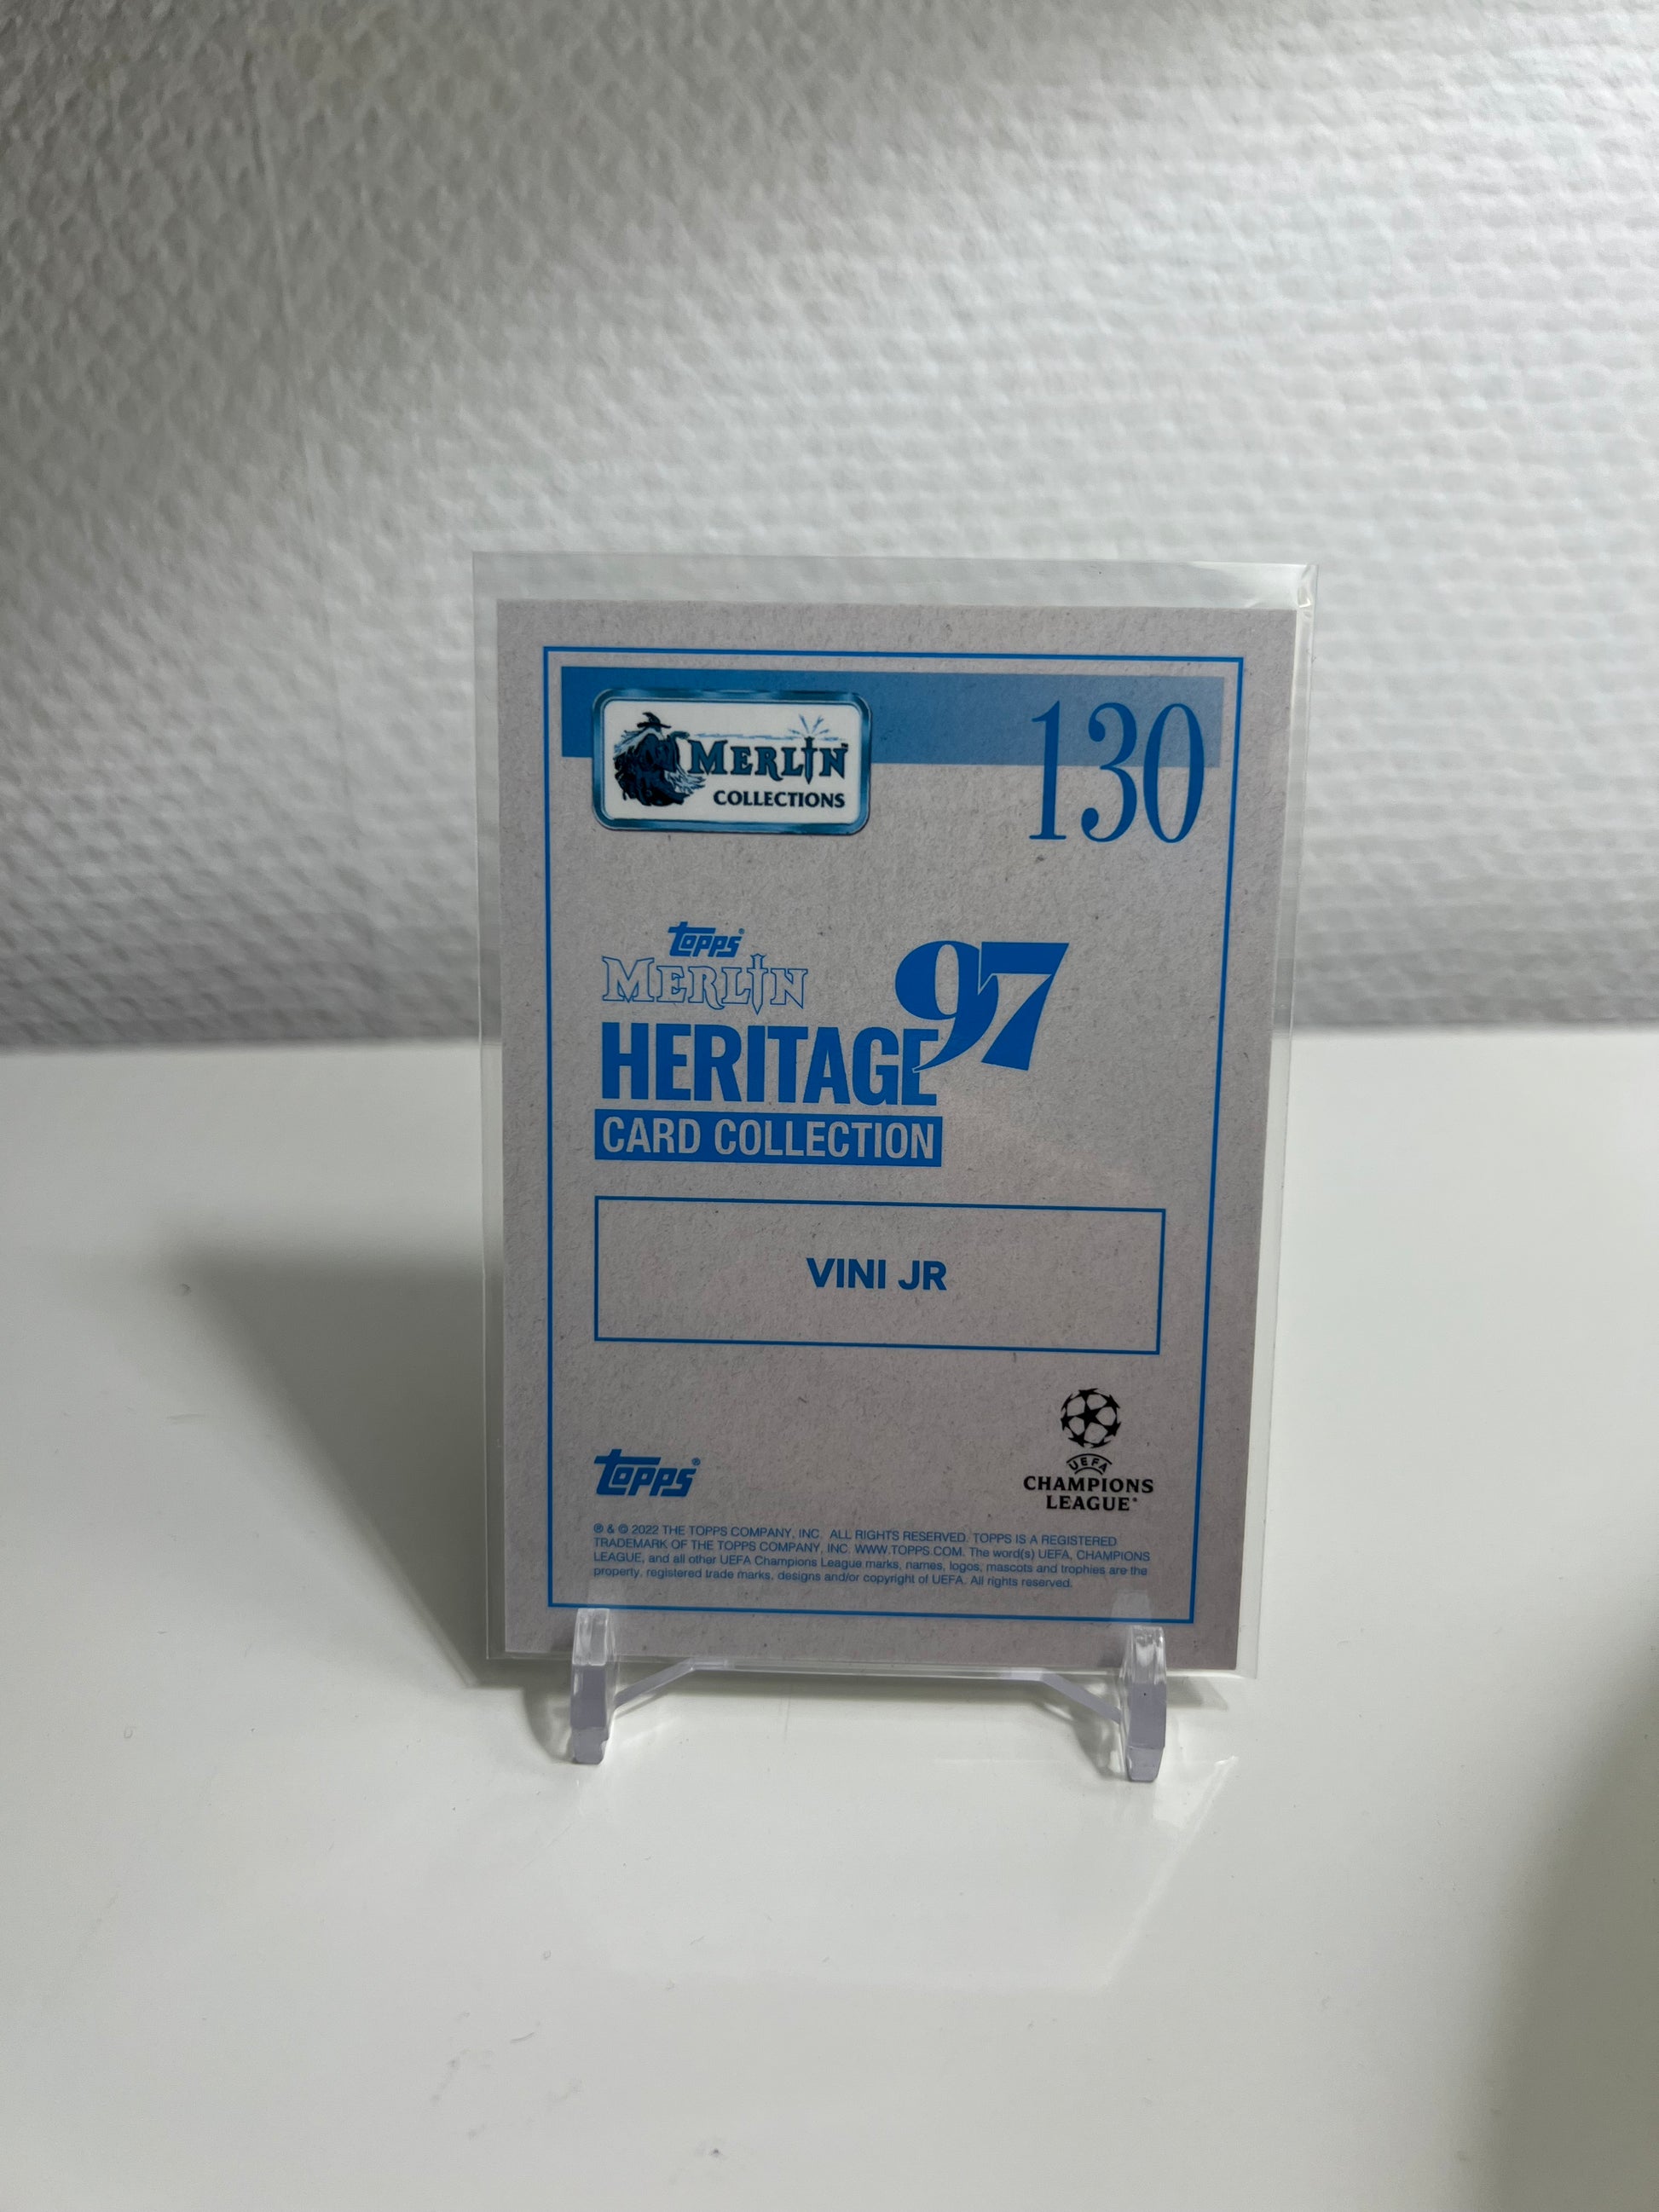 MERLIN
COLLECTIONS
130
TOPPS®
MERLIN
97
HERITAGE
CARD COLLECTION
VINI JR
TOPPS®
UEFA
CHAMPIONS
LEAGUE®
® & © 2022 THE TOPPS COMPANY, INC. ALL RIGHTS RESERVED. TOPPS IS A REGISTERED
TRADEMARK OF THE TOPPS COMPANY, INC. WWW.TOPPS.COM. The word(s) UEFA, CHAMPIONS
LEAGUE, and all other UEFA Champions League marks, names, logos, mascots and trophies are the
property, registered trade marks, designs and/or copyright of UEFA. All rights reserved.